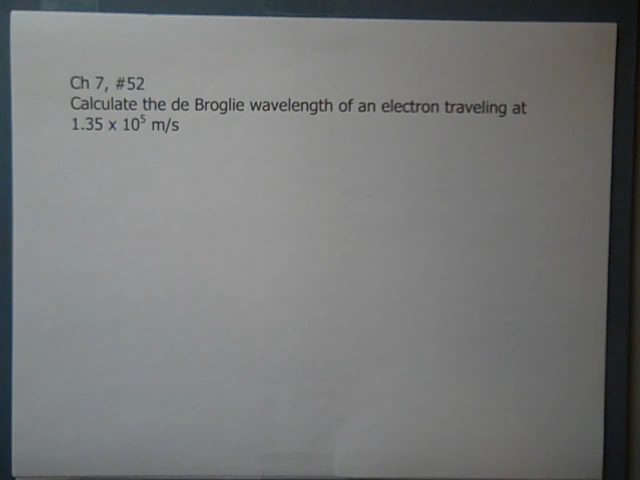 Ch 7, #52
Calculate the de Broglie wavelength of an electron traveling at
1.35 x 10⁵ m/s